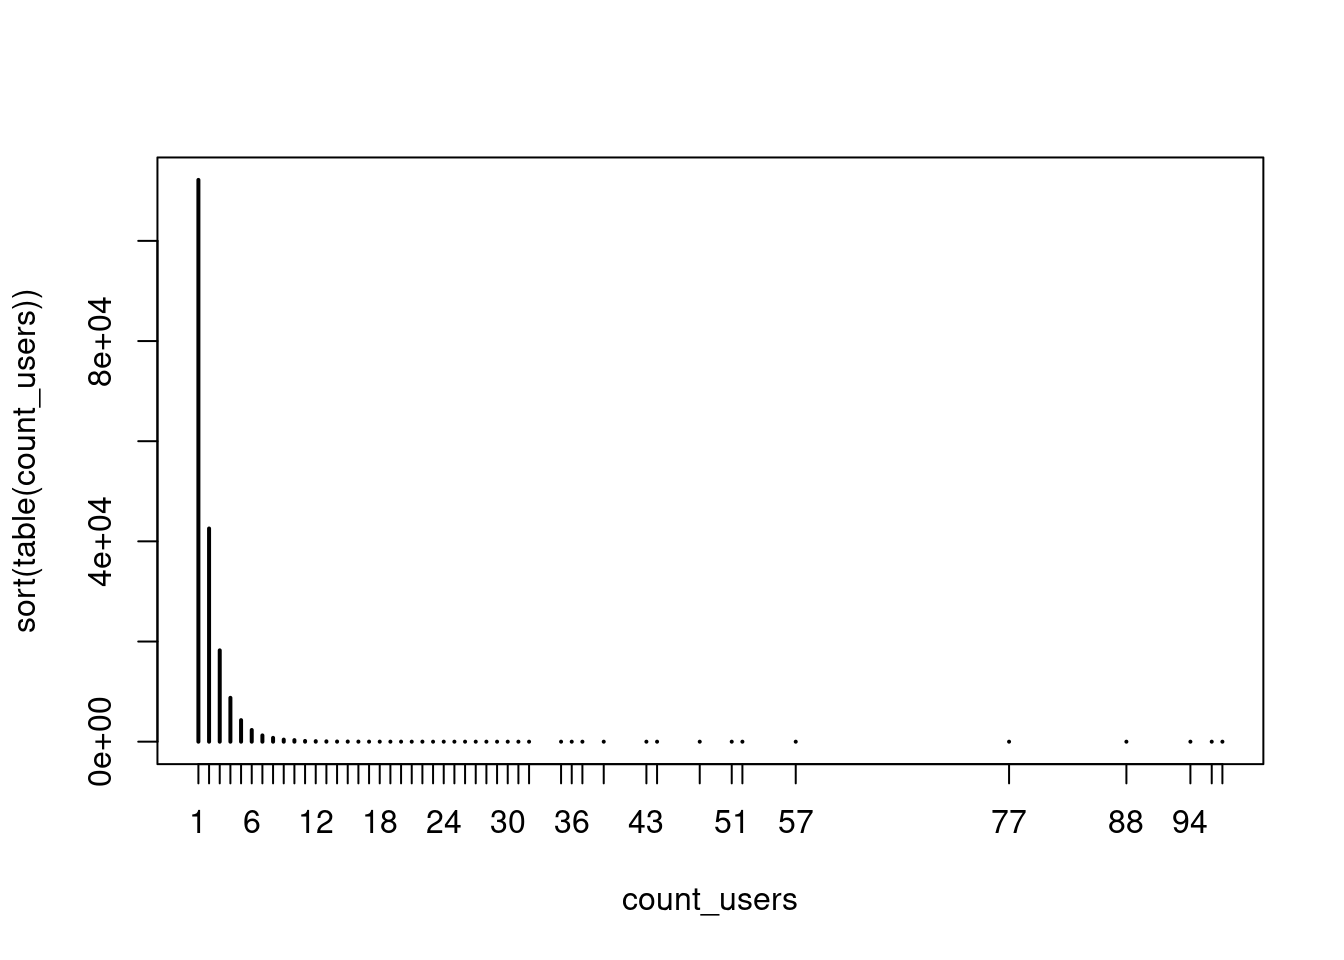 sort(table(count_users))
8e+04
4e+04
0e+00
1 6 12 18 24 30 36 43 51 57 77 88 94
count_users